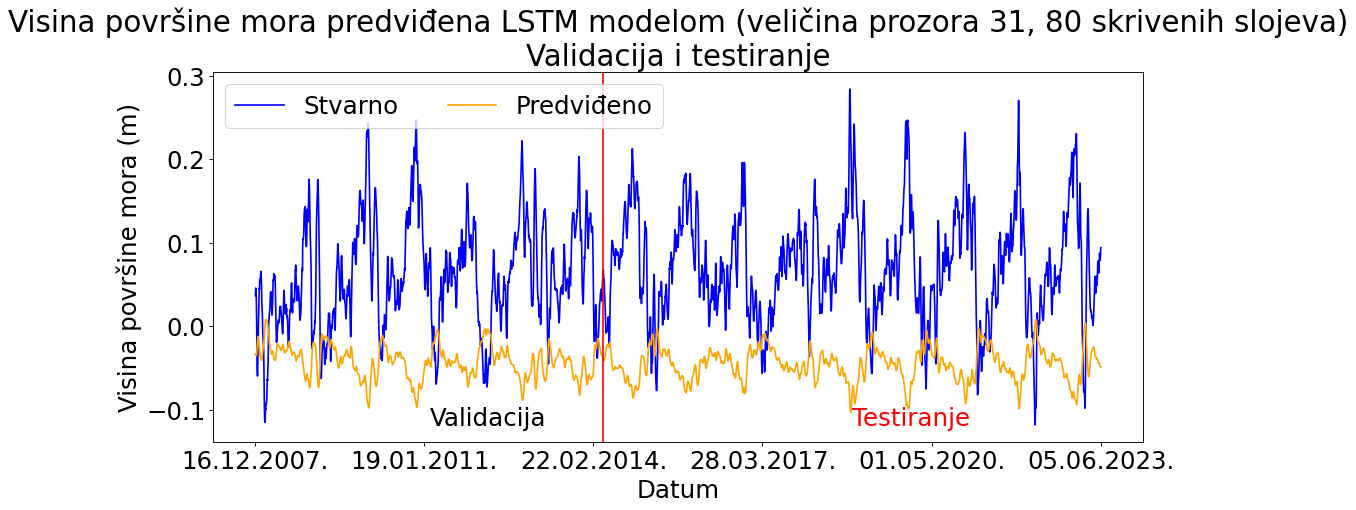 Visina površine mora predviđena LSTM modelom (veličina prozora 31, 80 skrivenih slojeva)
Validacija i testiranje
Stvarno Predviđeno
Visina površine mora (m)
0.3
0.2
0.1
0.0
−0.1
Validacija
Testiranje
16.12.2007. 19.01.2011. 22.02.2014. 28.03.2017. 01.05.2020. 05.06.2023.
Datum